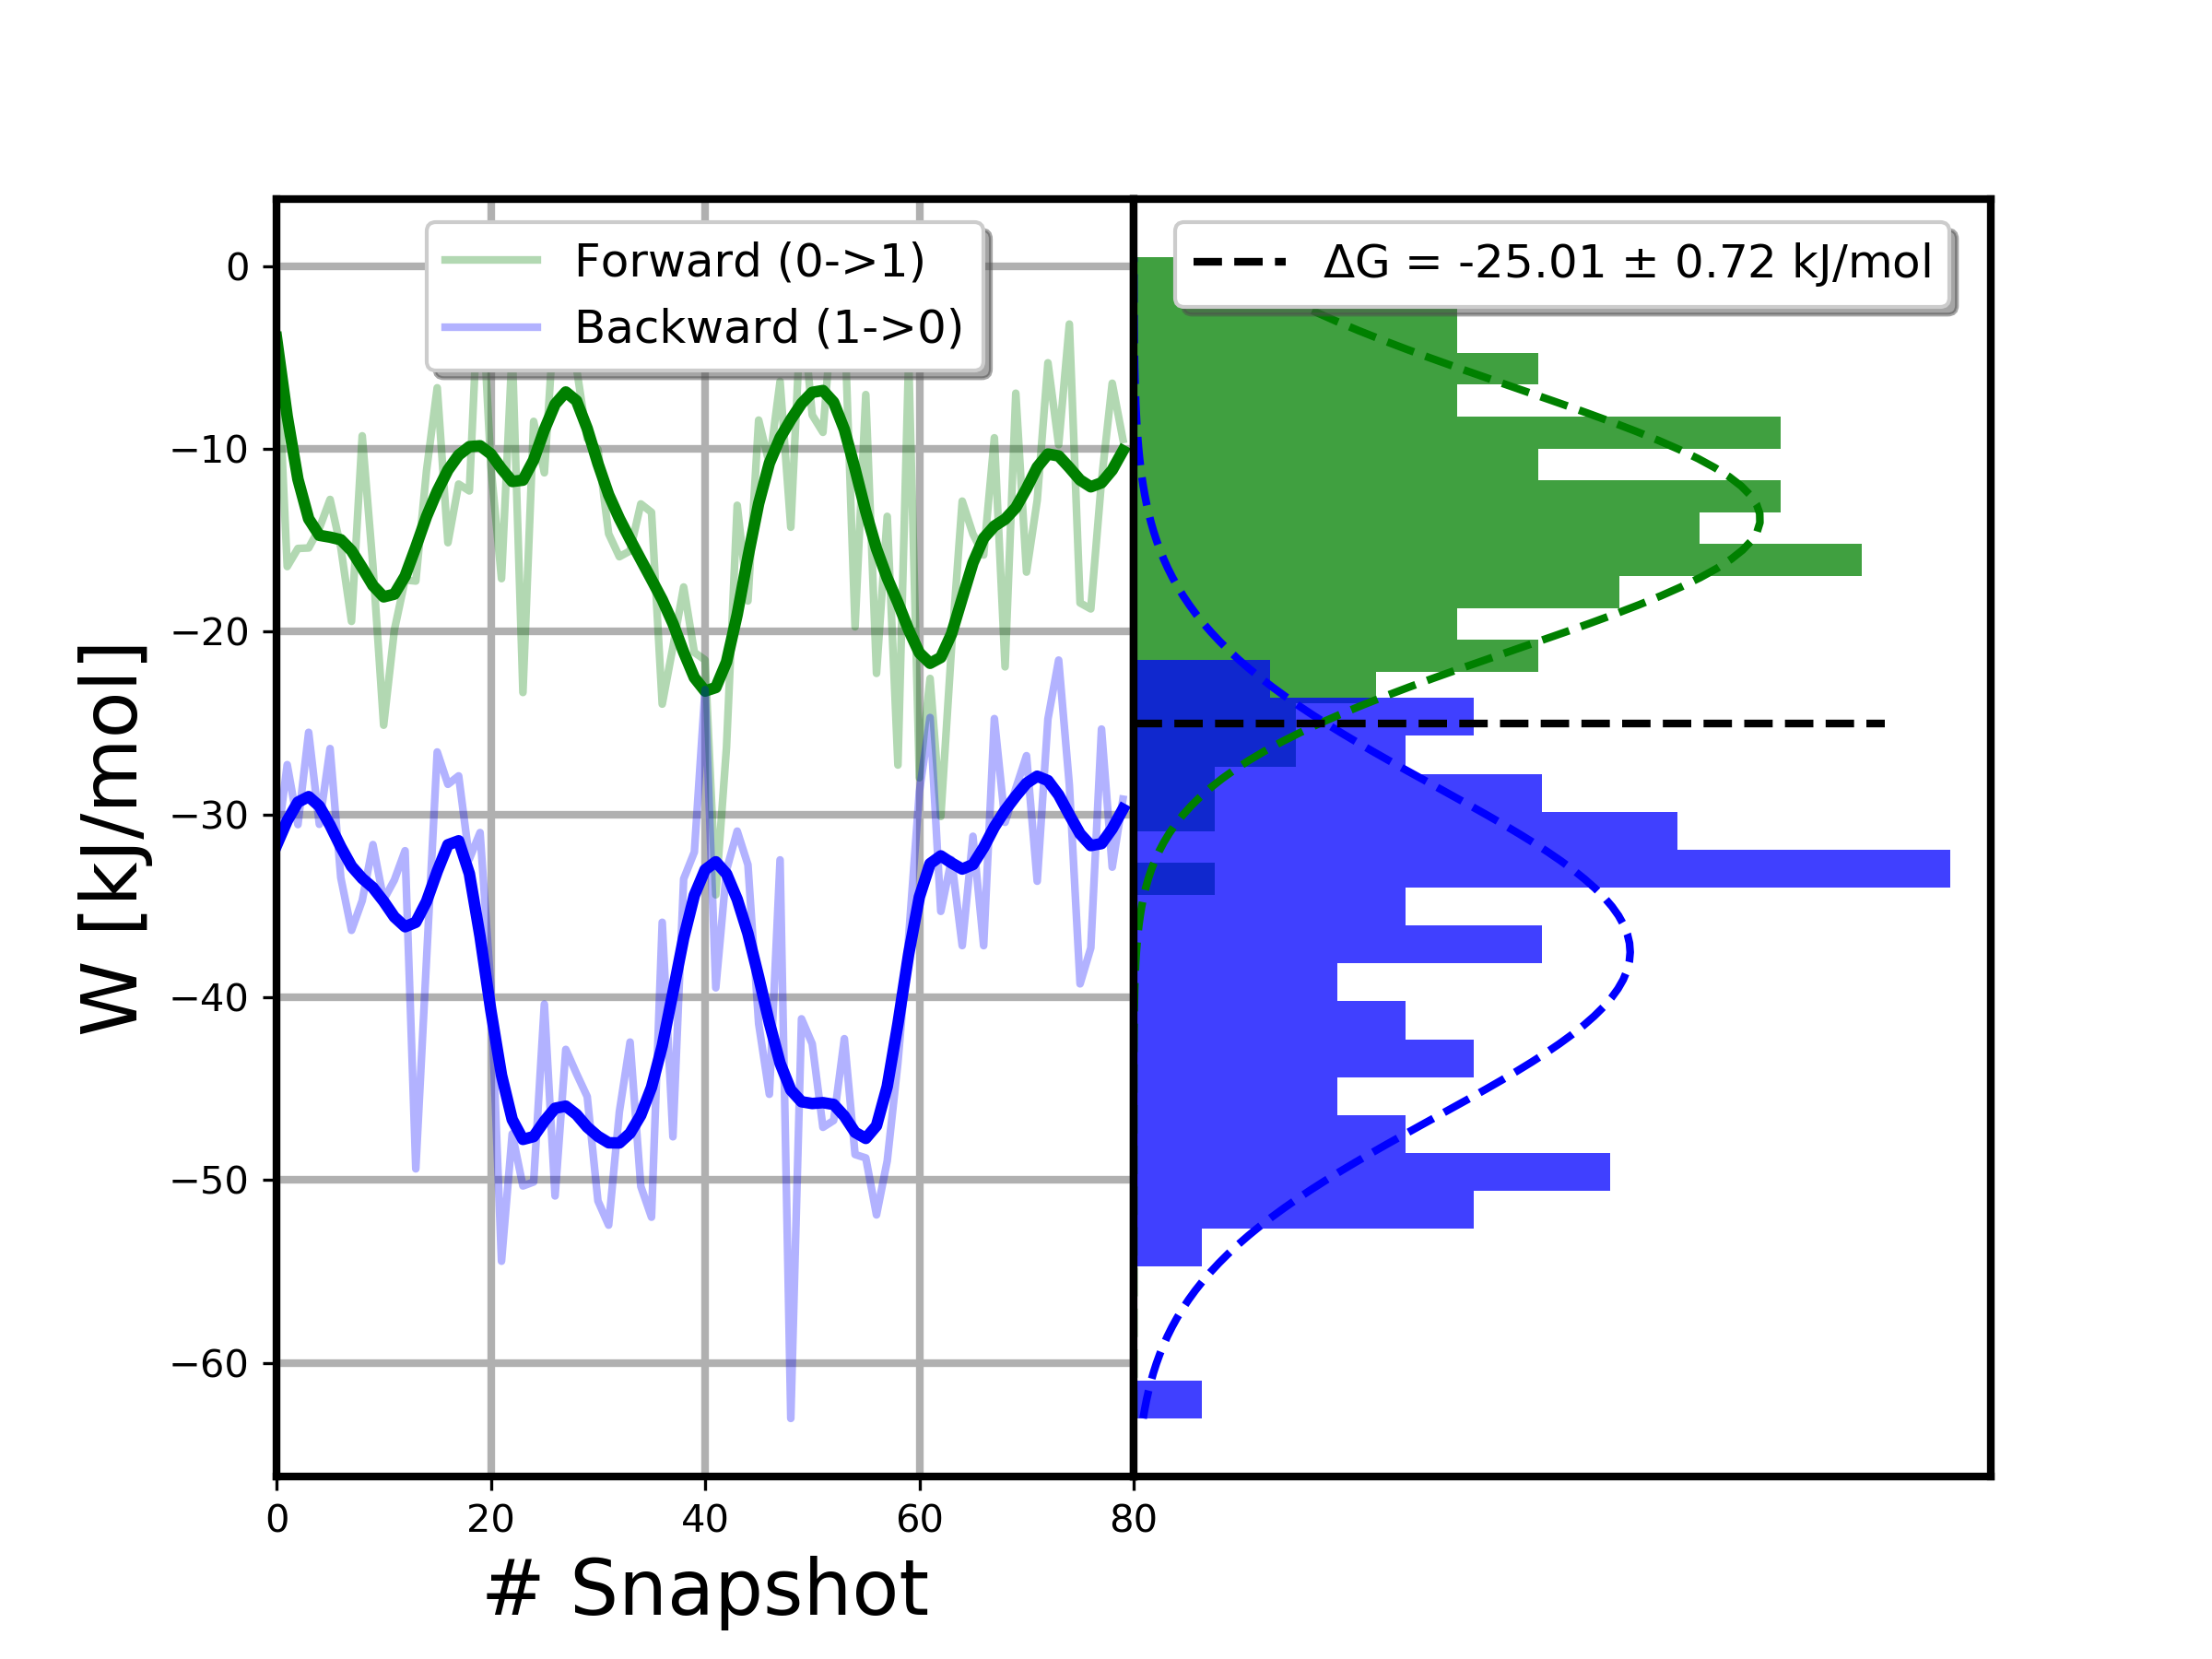 Forward (0->1)
Backward (1->0)
ΔG = -25.01 ± 0.72 kJ/mol
W [kJ/mol]
0
−10
−20
−30
−40
−50
−60
0 20 40 60 80
# Snapshot